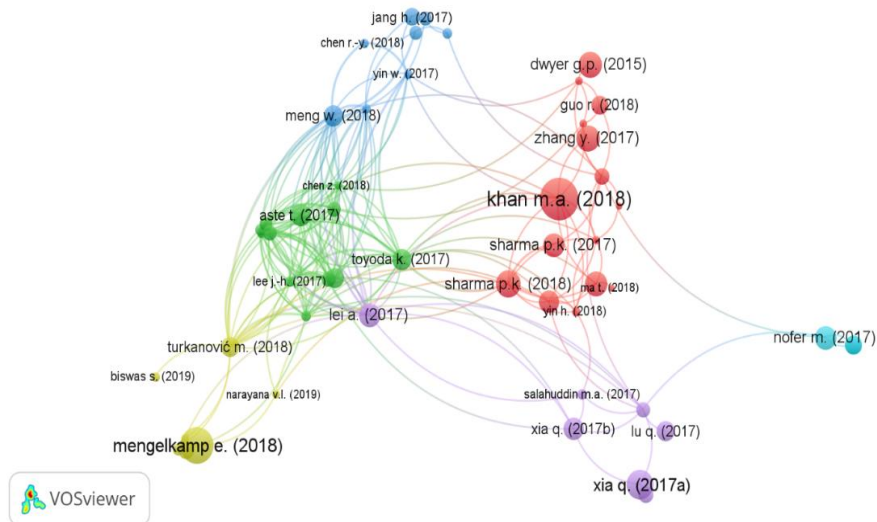 jang h. (2017)
chen r.-y. (2018)
dwyer g.p. (2015)
yin w. (2017)
guo r. (2018)
meng w. (2018)
zhang y. (2017)
chen z. (2018)
khan m.a. (2018)
aste t. (2017)
sharma p.k. (2017)
toyoda k. (2017)
lee j.-h. (2017)
sharma p.k. (2018)
ma t. (2018)
yin h. (2018)
lei a. (2017)
nofer m. (2017)
turkanović m. (2018)
biswas s. (2019)
narayana v.l. (2019)
salahuddin m.a. (2017)
xia q. (2017b)
lu q. (2017)
mengelkamp e. (2018)
xia q. (2017a)
VOSviewer